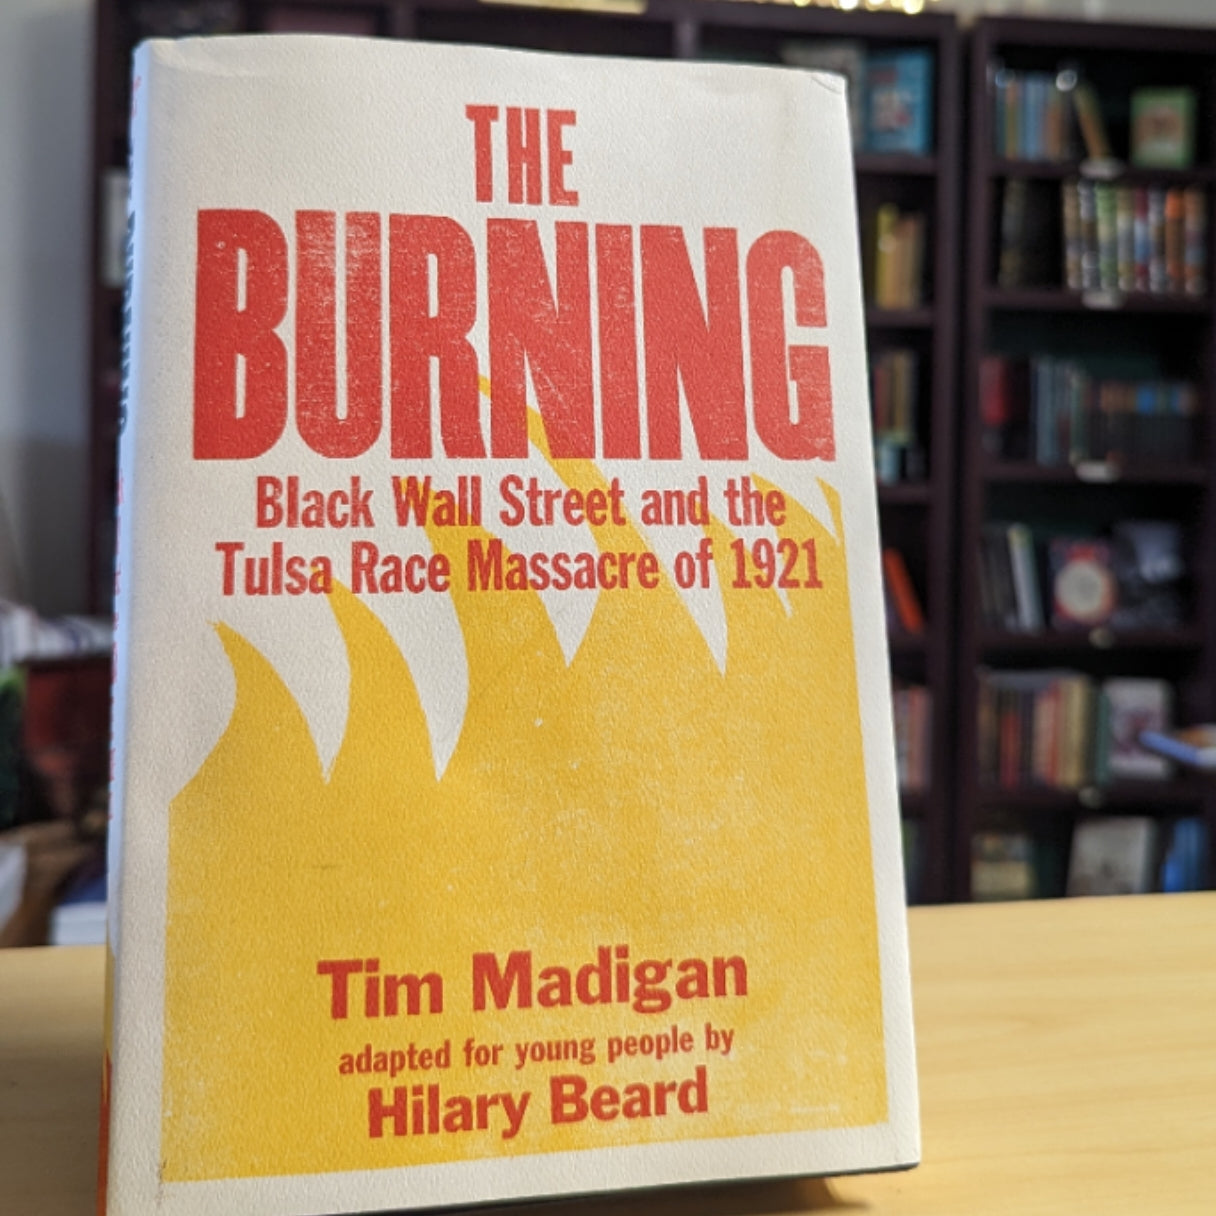 THE
BURNING
Black Wall Street and the
Tulsa Race Massacre of 1921
Tim Madigan
adapted for young people by
Hilary Beard